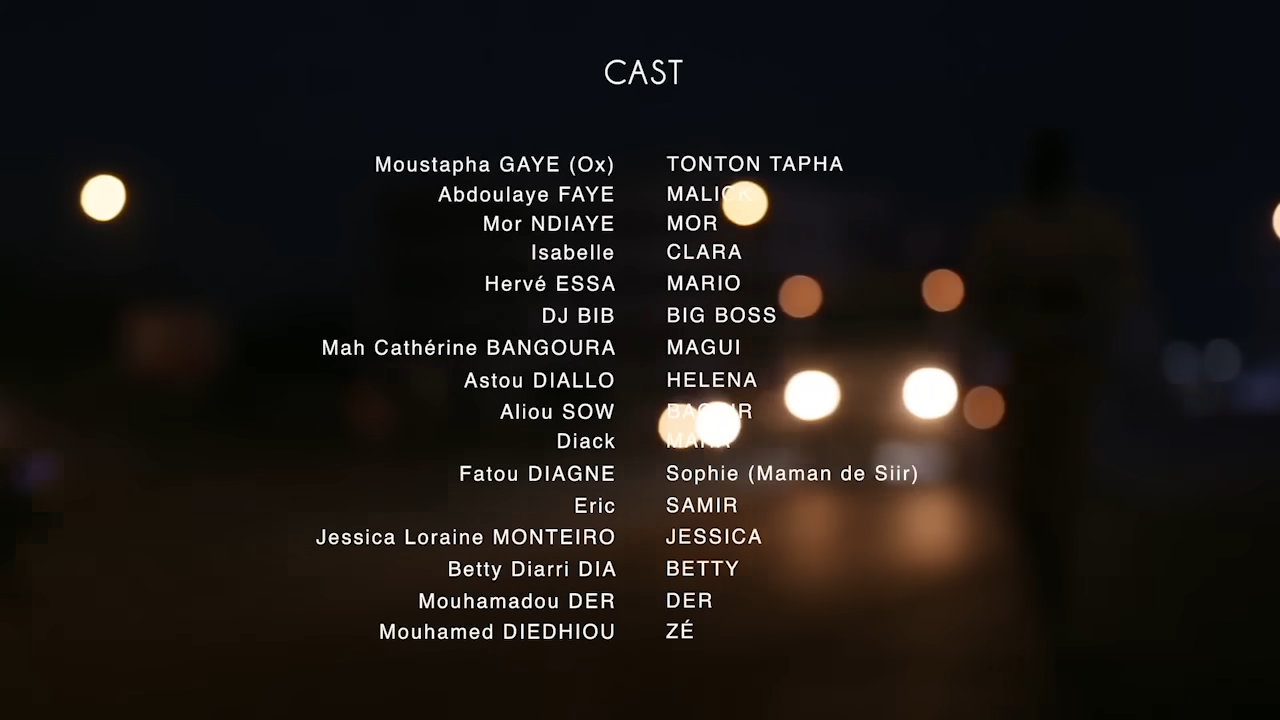 CAST
Moustapha GAYE (Ox) TONTON TAPHA
Abdoulaye FAYE MALICK
Mor NDIAYE MOR
Isabelle CLARA
Hervé ESSA MARIO
DJ BIB BIG BOSS
Mah Cathérine BANGOURA MAGUI
Astou DIALLO HELENA
Aliou SOW
Diack
Fatou DIAGNE Sophie (Maman de Siir)
Eric SAMIR
Jessica Loraine MONTEIRO JESSICA
Betty Diarri DIA BETTY
Mouhamadou DER DER
Mouhamed DIEDHIOU ZÉ